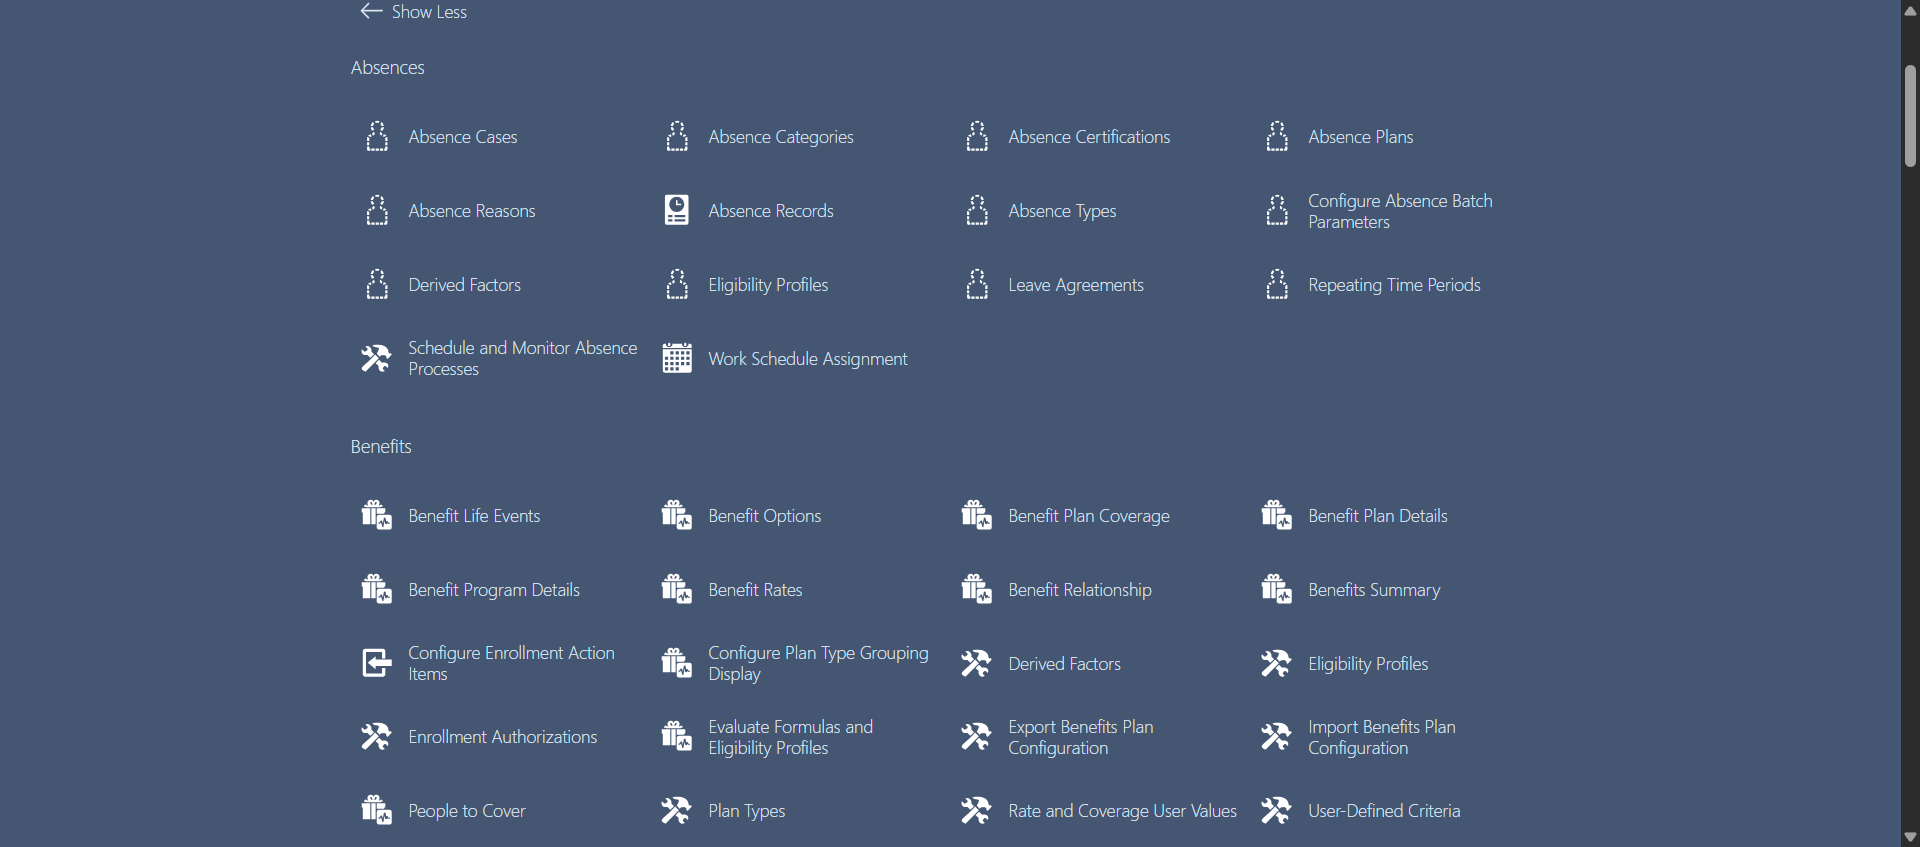 Show Less
Absences
Absence Cases
Absence Categories
Absence Certifications
Absence Plans
Absence Reasons
Absence Records
Absence Types
Configure Absence Batch
Parameters
Derived Factors
Eligibility Profiles
Leave Agreements
Repeating Time Periods
Schedule and Monitor Absence
Processes
Work Schedule Assignment
Benefits
Benefit Life Events
Benefit Options
Benefit Plan Coverage
Benefit Plan Details
Benefit Program Details
Benefit Rates
Benefit Relationship
Benefits Summary
Configure Enrollment Action
Items
Configure Plan Type Grouping
Display
Derived Factors
Eligibility Profiles
Enrollment Authorizations
Evaluate Formulas and
Eligibility Profiles
Export Benefits Plan
Configuration
Import Benefits Plan
Configuration
People to Cover
Plan Types
Rate and Coverage User Values
User-Defined Criteria